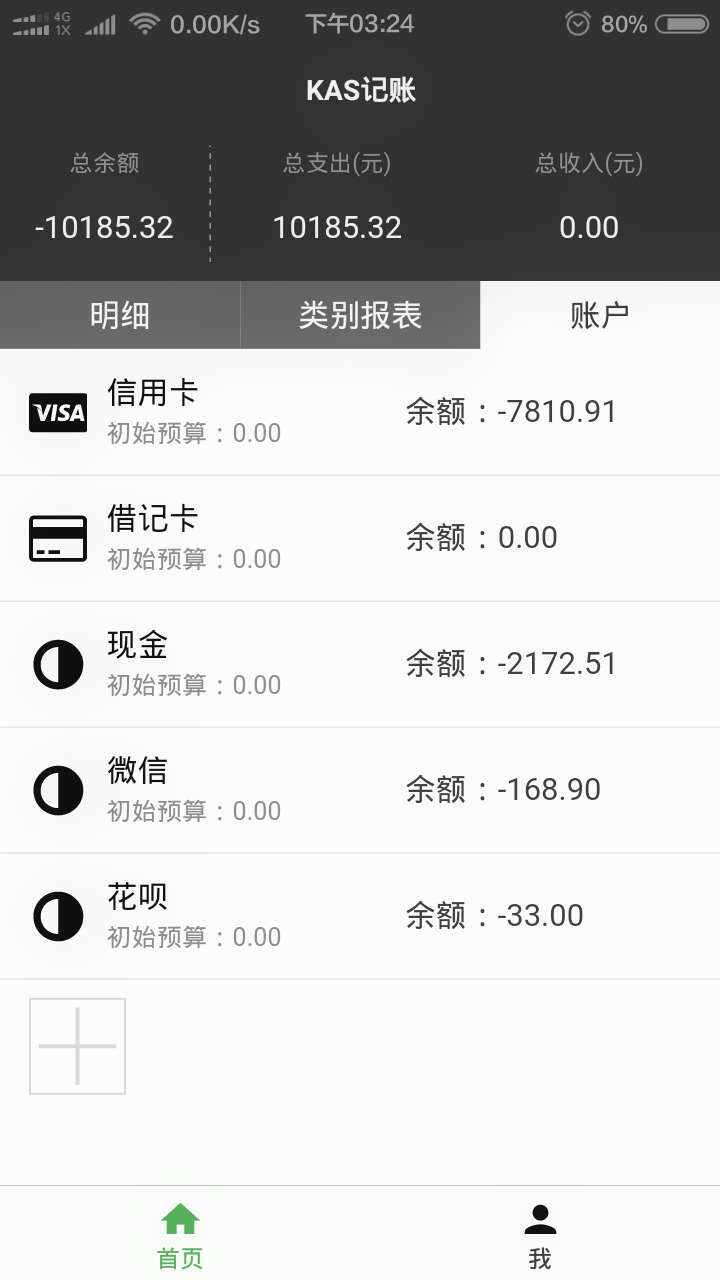 4G
1X
0.00K/s
下午03:24
80%
KAS记账
总余额
总支出(元)
总收入(元)
-10185.32
10185.32
0.00
明细
类别报表
账户
VISA
信用卡
初始预算：0.00
余额：-7810.91
借记卡
初始预算：0.00
余额：0.00
现金
初始预算：0.00
余额：-2172.51
微信
初始预算：0.00
余额：-168.90
花呗
初始预算：0.00
余额：-33.00
首页
我